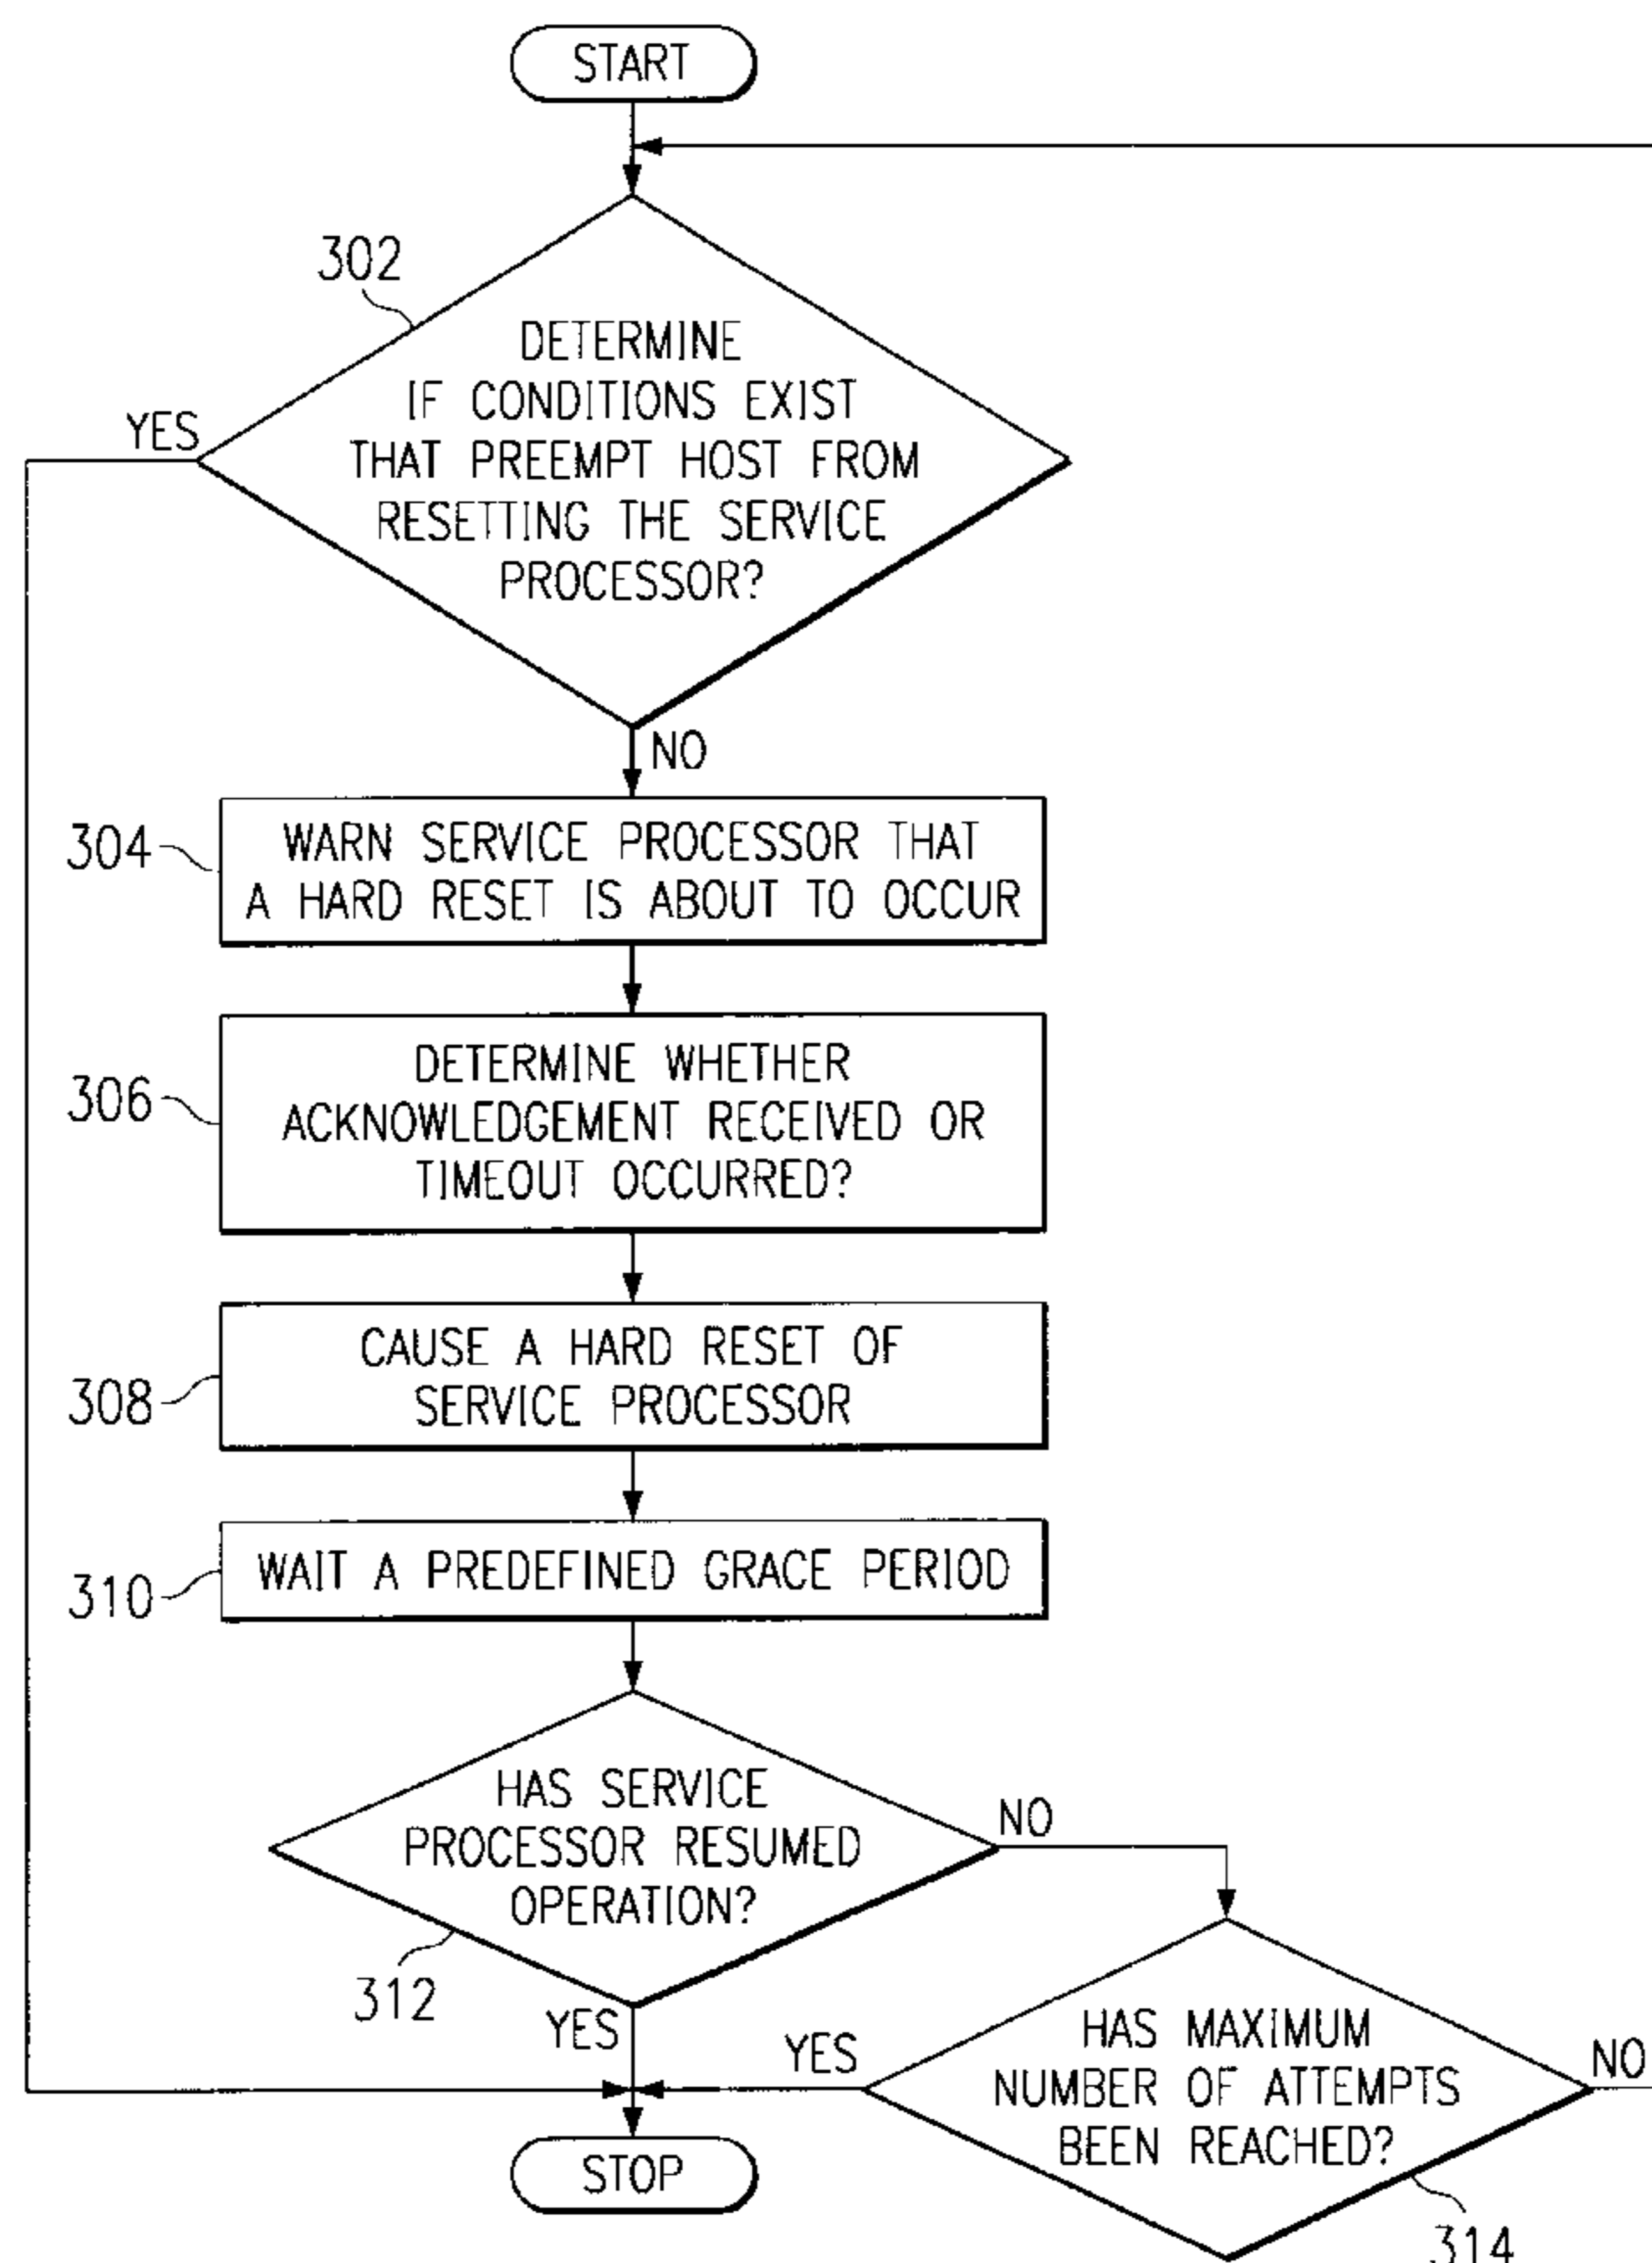 START
302
DETERMINE
IF CONDITIONS EXIST
THAT PREEMPT HOST FROM
RESETTING THE SERVICE
PROCESSOR?
YES
NO
304
WARN SERVICE PROCESSOR THAT
A HARD RESET IS ABOUT TO OCCUR
306
DETERMINE WHETHER
ACKNOWLEDGEMENT RECEIVED OR
TIMEOUT OCCURRED?
308
CAUSE A HARD RESET OF
SERVICE PROCESSOR
310
WAIT A PREDEFINED GRACE PERIOD
HAS SERVICE
PROCESSOR RESUMED
OPERATION?
NO
312
YES
YES
HAS MAXIMUM
NUMBER OF ATTEMPTS
BEEN REACHED?
NO
STOP
314